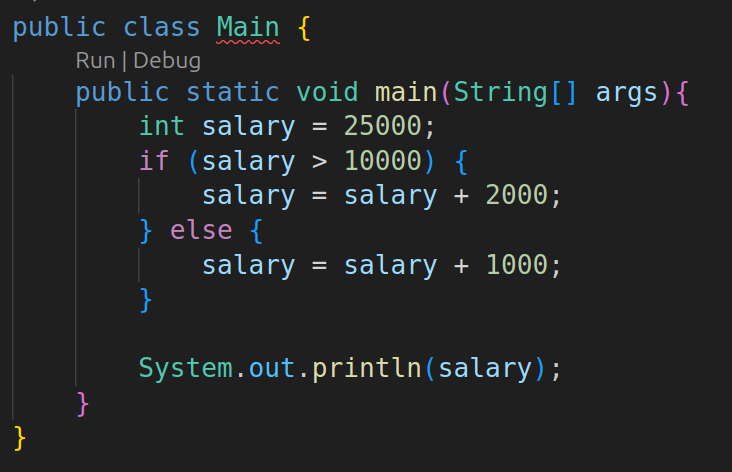 public class Main {
Run | Debug
public static void main(String[] args){
int salary = 25000;
if (salary > 10000) {
salary = salary + 2000;
} else {
salary = salary + 1000;
}
System.out.println(salary);
}
}